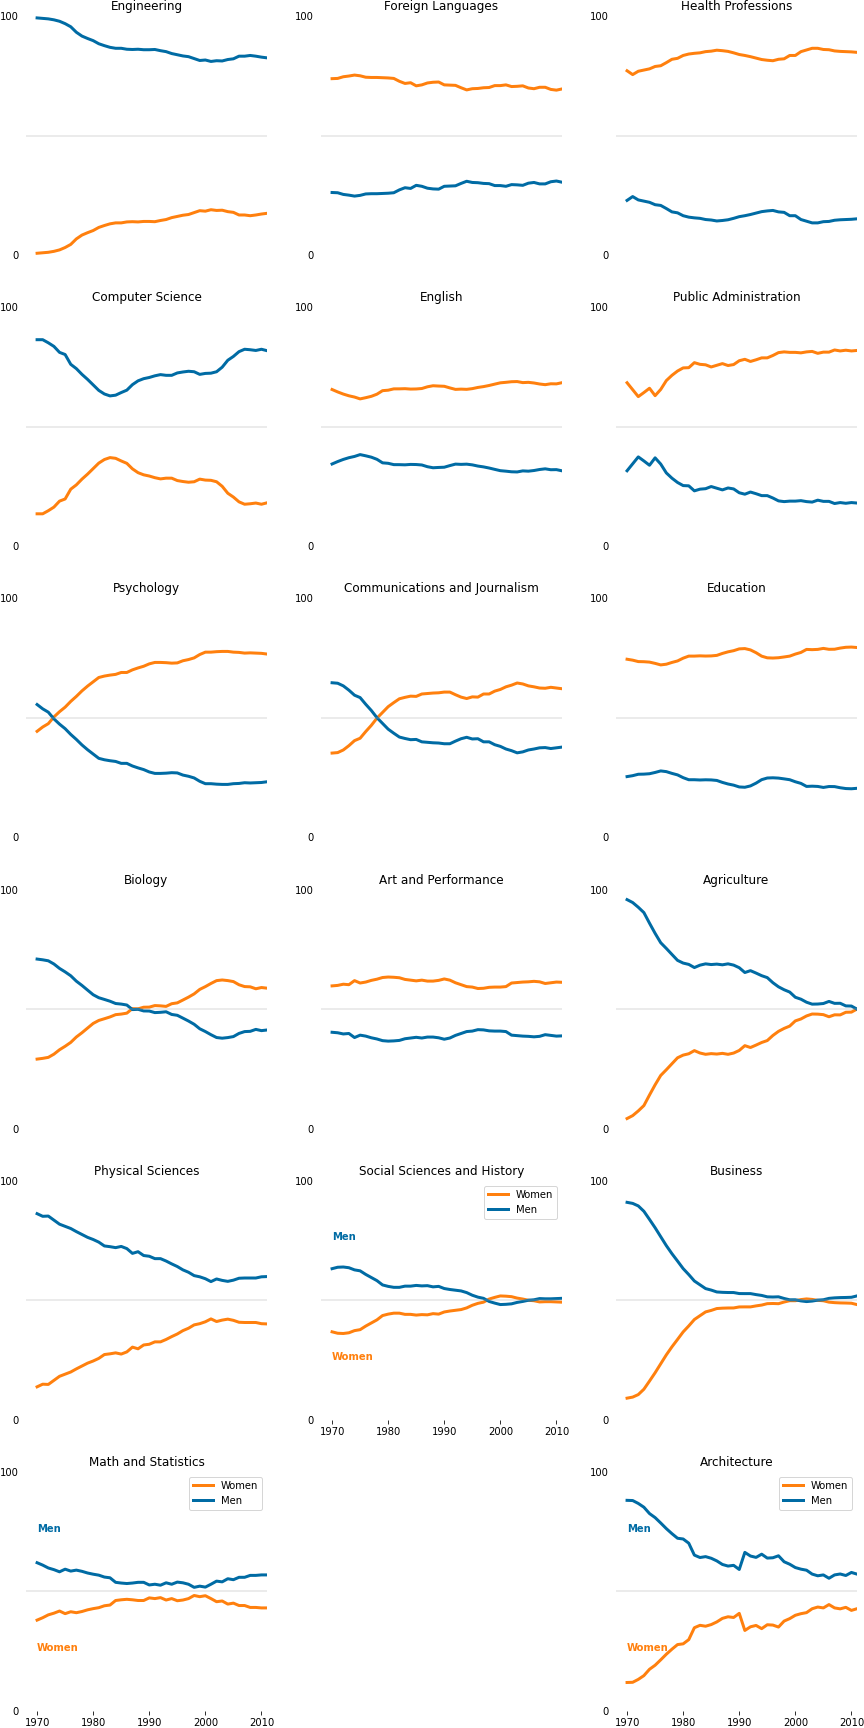 Engineering
Foreign Languages
Health Professions
100
100
100
0
0
0
Computer Science
English
Public Administration
100
100
100
0
0
0
Psychology
Communications and Journalism
Education
100
100
100
0
0
0
Biology
Art and Performance
Agriculture
100
100
100
0
0
0
Physical Sciences
Social Sciences and History
Business
100
100
100
Women
Men
Men
Women
0
0
0
1970 1980 1990 2000 2010
Math and Statistics
Architecture
100
100
Women
Men
Women
Men
Men
Men
Women
Women
0
0
1970 1980 1990 2000 2010
1970 1980 1990 2000 2010